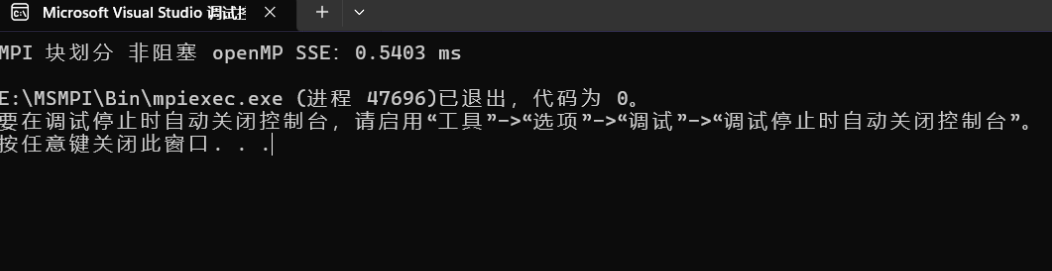 Microsoft Visual Studio 调试
MPI 块划分 非阻塞 openMP SSE: 0.5403 ms
E:\MSMPI\Bin\mpiexec.exe (进程 47696)已退出，代码为 0。
要在调试停止时自动关闭控制台，请启用“工具”->“选项”->“调试”->“调试停止时自动关闭控制台”。
按任意键关闭此窗口. . .